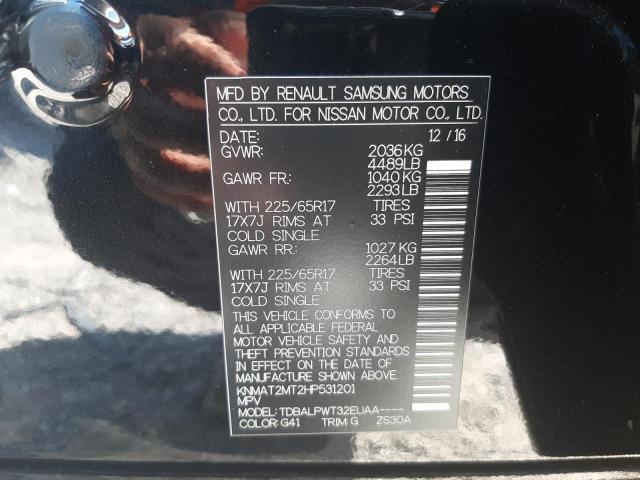 MFD BY RENAULT SAMSUNG MOTORS
CO., LTD. FOR NISSAN MOTOR CO., LTD.
DATE: 12 / 16
GVWR: 2036KG
4489LB
GAWR FR: 1040KG
2293LB
WITH 225/65R17 TIRES
17X7J RIMS AT 33 PSI
COLD SINGLE
GAWR RR: 1027KG
2264LB
WITH 225/65R17 TIRES
17X7J RIMS AT 33 PSI
COLD SINGLE
THIS VEHICLE CONFORMS TO
ALL APPLICABLE FEDERAL
MOTOR VEHICLE SAFETY AND
THEFT PREVENTION STANDARDS
IN EFFECT ON THE DATE OF
MANUFACTURE SHOWN ABOVE.
KNMAT2MT2HP531201
MPV
MODEL: TDBALPWT32EUAA----
COLOR: G41 TRIM: G ZS30A